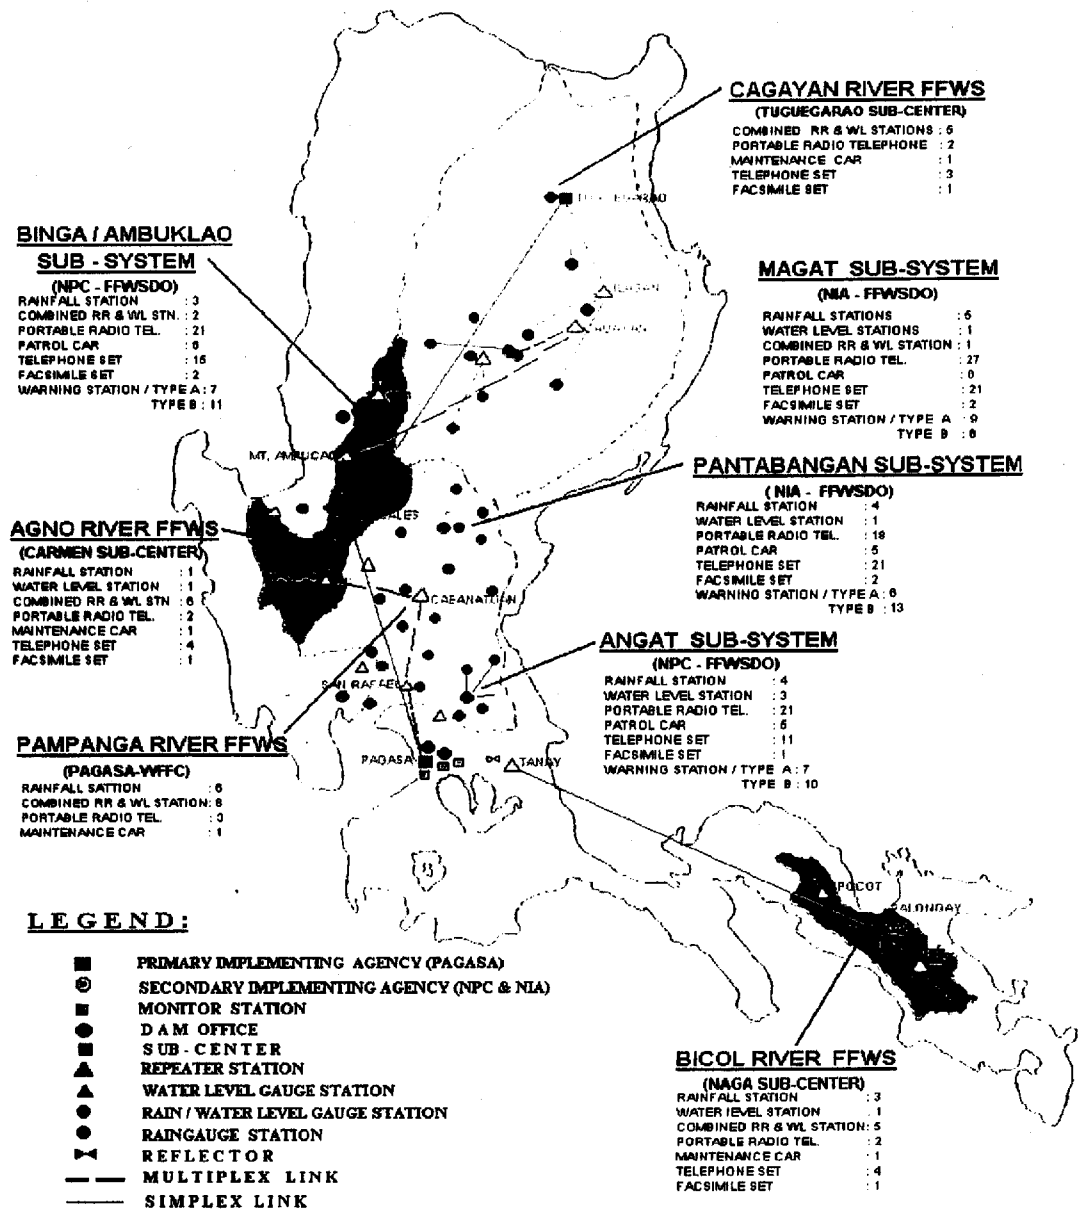 CAGAYAN RIVER FFWS
(TUGUEGARAO SUB-CENTER)
COMBINED RR & WL STATIONS : 5
PORTABLE RADIO TELEPHONE : 2
MAINTENANCE CAR : 1
TELEPHONE SET : 3
FACSIMILE SET : 1
BINGA / AMBUKLAO
SUB - SYSTEM
(NPC - FFWSDO)
RAINFALL STATION : 3
COMBINED RR & WL STN. : 2
PORTABLE RADIO TEL. : 21
PATROL CAR : 6
TELEPHONE SET : 15
FACSIMILE SET : 2
WARNING STATION / TYPE A : 7
TYPE B : 11
MAGAT SUB-SYSTEM
(NIA - FFWSDO)
RAINFALL STATIONS : 5
WATER LEVEL STATIONS : 1
COMBINED RR & WL STATION : 1
PORTABLE RADIO TEL. : 27
PATROL CAR
TELEPHONE SET : 21
FACSIMILE SET : 2
WARNING STATION / TYPE A : 9
TYPE B : 8
MT. AMPUCAO
PANTABANGAN SUB-SYSTEM
(NIA - FFWSDO)
RAINFALL STATION : 4
WATER LEVEL STATION : 1
PORTABLE RADIO TEL. : 19
PATROL CAR : 5
TELEPHONE SET : 21
FACSIMILE SET : 2
WARNING STATION / TYPE A : 6
TYPE B : 13
AGNO RIVER FFWS
(CARMEN SUB-CENTER)
RAINFALL STATION : 1
WATER LEVEL STATION : 1
COMBINED RR & WL STN : 6
PORTABLE RADIO TEL. : 2
MAINTENANCE CAR : 1
TELEPHONE SET : 4
FACSIMILE SET : 1
CABANATUAN
ANGAT SUB-SYSTEM
(NPC - FFWSDO)
RAINFALL STATION : 4
WATER LEVEL STATION : 3
PORTABLE RADIO TEL. : 21
PATROL CAR : 5
TELEPHONE SET : 11
FACSIMILE SET : 1
WARNING STATION / TYPE A : 7
TYPE B : 10
SAN RAFAEL
PAMPANGA RIVER FFWS
(PAGASA-WFFC)
RAINFALL SATTION : 6
COMBINED RR & WL STATION : 8
PORTABLE RADIO TEL. : 3
MAINTENANCE CAR : 1
PAGASA
TANAY
LEGEND:
PRIMARY IMPLEMENTING AGENCY (PAGASA)
SECONDARY IMPLEMENTING AGENCY (NPC & NIA)
MONITOR STATION
DAM OFFICE
SUB-CENTER
REPEATER STATION
WATER LEVEL GAUGE STATION
RAIN / WATER LEVEL GAUGE STATION
RAINGAUGE STATION
REFLECTOR
MULTIPLEX LINK
SIMPLEX LINK
BICOL RIVER FFWS
(NAGA SUB-CENTER)
RAINFALL STATION : 3
WATER LEVEL STATION 1
COMBINED RR & WL STATION : 5
PORTABLE RADIO TEL. : 2
MAINTENANCE CAR : 1
TELEPHONE SET : 4
FACSIMILE SET : 1